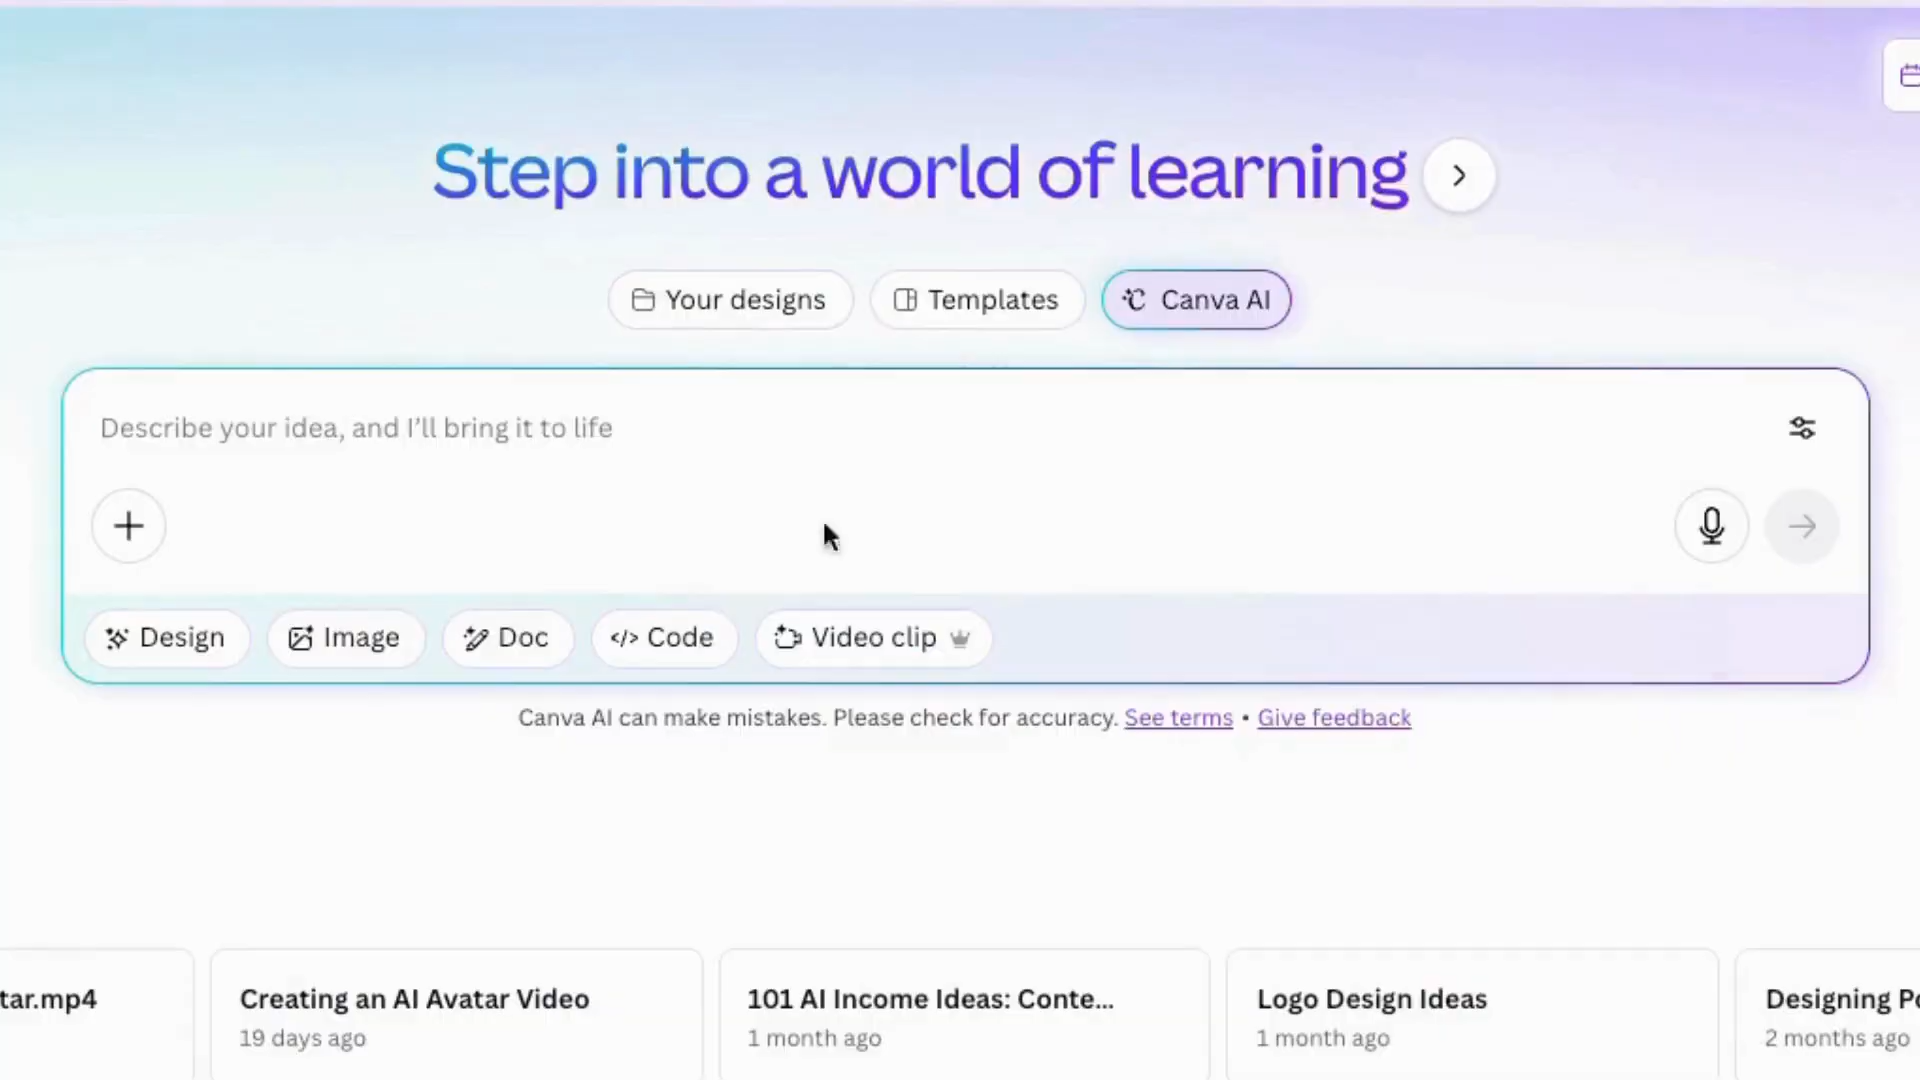 Step into a world of learning
Your designs
Templates
Canva AI
Describe your idea, and I’ll bring it to life
Design
Image
Doc
Code
Video clip
Canva AI can make mistakes. Please check for accuracy. See terms • Give feedback
tar.mp4
Creating an AI Avatar Video
19 days ago
101 AI Income Ideas: Conte...
1 month ago
Logo Design Ideas
1 month ago
Designing Po
2 months ago